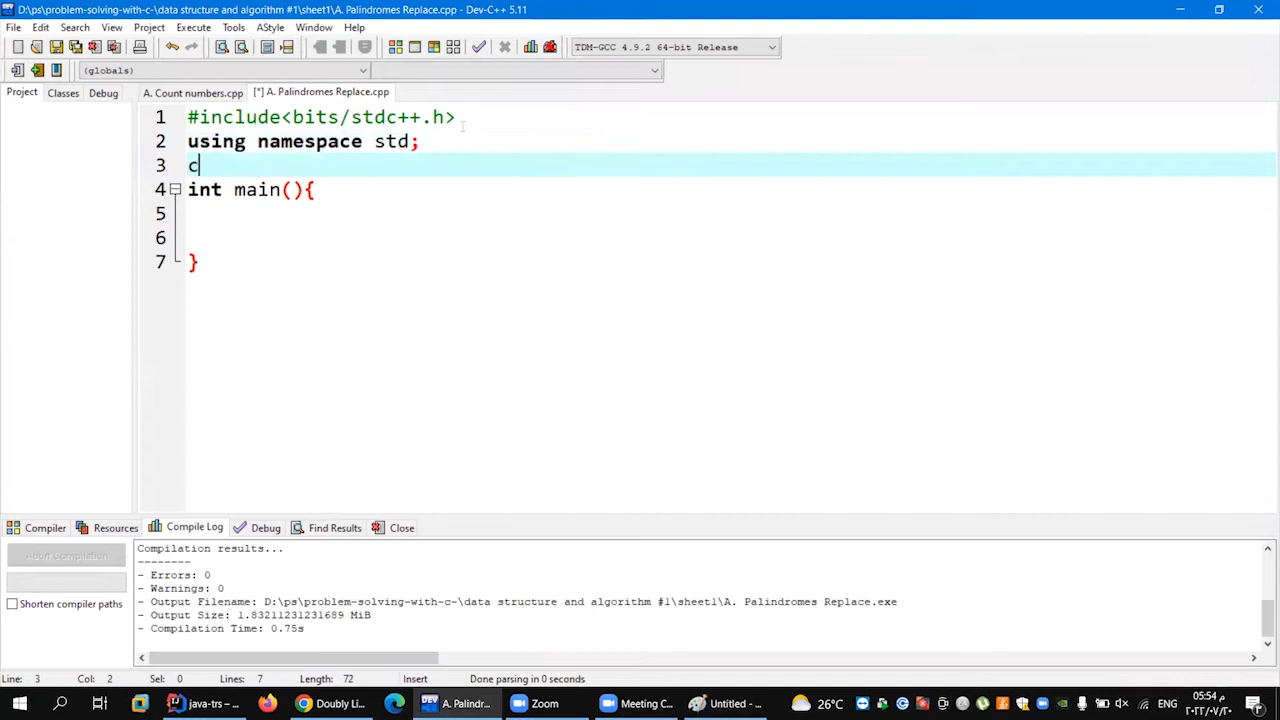 D:\ps\problem-solving-with-c-\data structure and algorithm #1\sheet1\A. Palindromes Replace.cpp - Dev-C++ 5.11
File Edit Search View Project Execute Tools AStyle Window Help
TDM-GCC 4.9.2 64-bit Release
(globals)
Project Classes Debug A. Count numbers.cpp [*] A. Palindromes Replace.cpp
1 #include<bits/stdc++.h>
2 using namespace std;
3 c
4 int main(){
5
6
7 }
Compiler Resources Compile Log Debug Find Results Close
Abort Compilation
Shorten compiler paths
Compilation results...
--------
- Errors: 0
- Warnings: 0
- Output Filename: D:\ps\problem-solving-with-c-\data structure and algorithm #1\sheet1\A. Palindromes Replace.exe
- Output Size: 1.83211231231689 MiB
- Compilation Time: 0.75s
Line: 3 Col: 2 Sel: 0 Lines: 7 Length: 72 Insert Done parsing in 0 seconds
java-trs – ... Doubly Li... A. Palindr... Zoom Meeting C... Untitled - ... 26°C
٠٥:٥٤ م